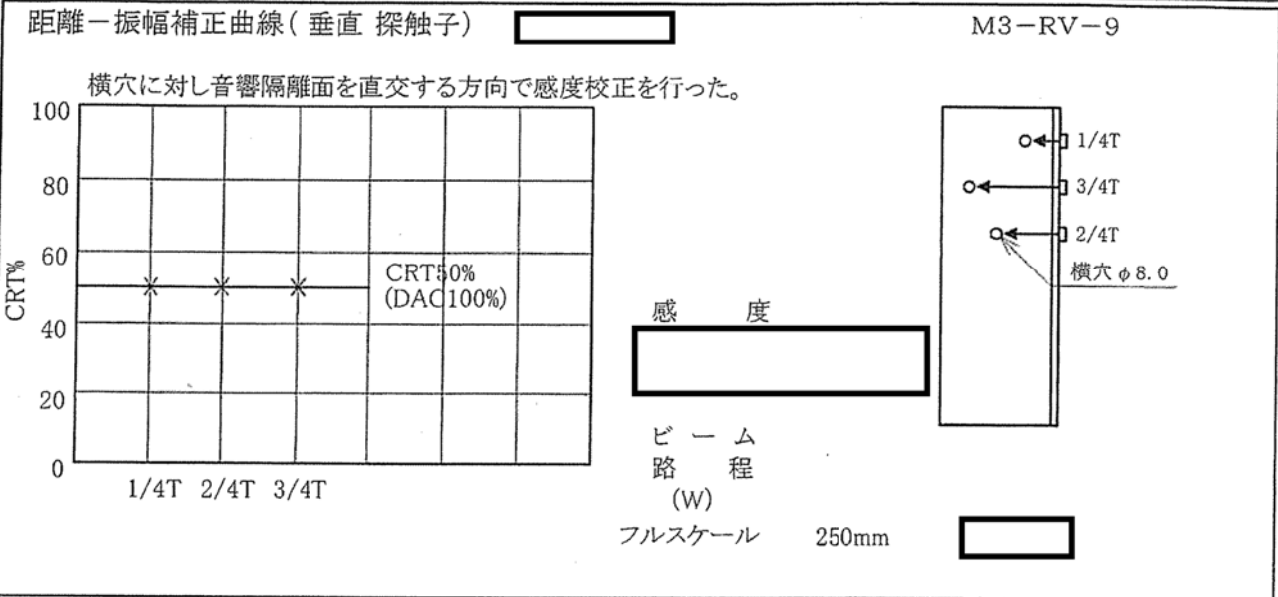 距離－振幅補正曲線( 垂直 探触子)
M3－RV－9
横穴に対し音響隔離面を直交する方向で感度校正を行った。
100
80
60
40
20
0
CRT%
CRT50%
(DAC100%)
1/4T 2/4T 3/4T
感 度
ビ ー ム
路 程
(W)
フルスケール 250mm
1/4T
3/4T
2/4T
横穴 φ8.0